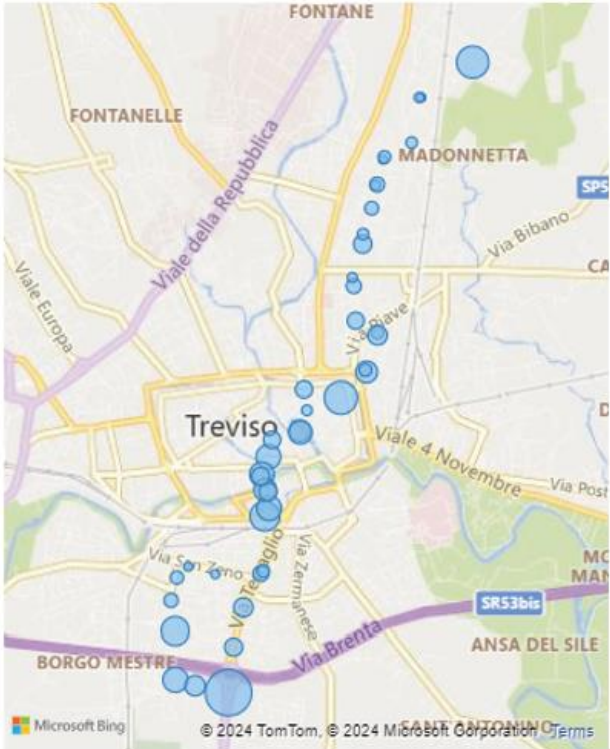 FONTANE
FONTANELLE
MADONNETTA
SP5
Viale della Repubblica
Via Bibano
CA
Viale Europa
Via Piave
Treviso
D
Viale 4 Novembre
Via Post
Via San Zeno
Via Terraglio
Via Zermanese
MC
MAN
SR53bis
Via Brenta
ANSA DEL SILE
BORGO MESTRE
SANT'ANTONINO
Microsoft Bing
© 2024 TomTom, © 2024 Microsoft Corporation Terms